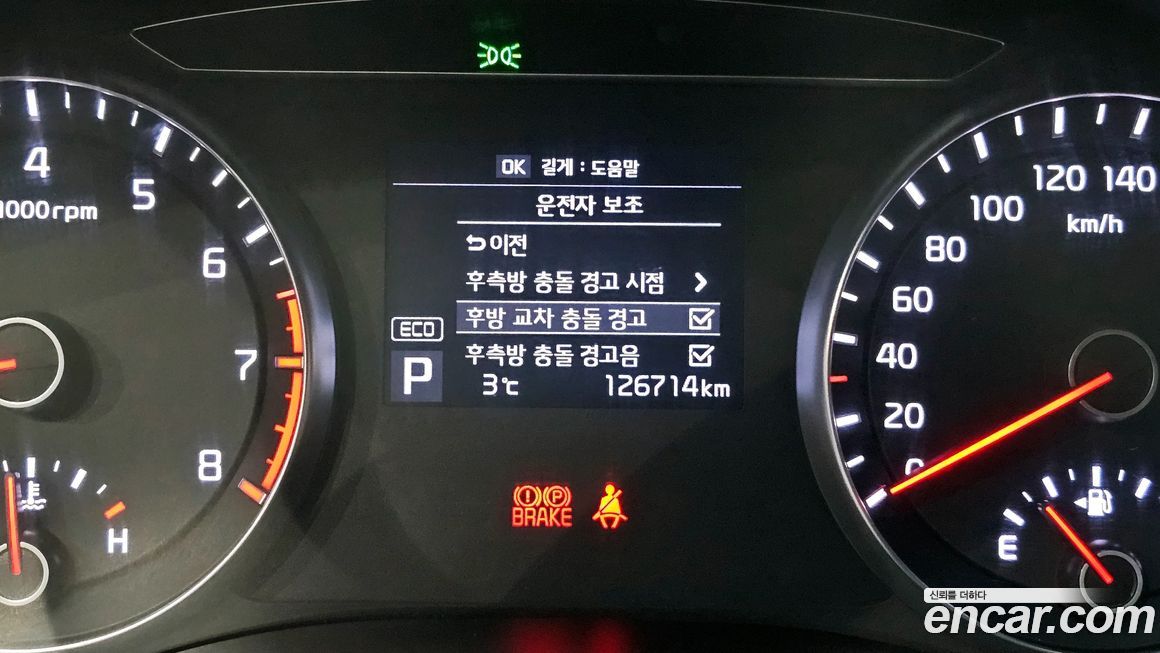 OK 길게 : 도움말
운전자 보조
이전
후측방 충돌 경고 시점
후방 교차 충돌 경고
후측방 충돌 경고음
ECO
P
3℃ 126714km
4
5
6
7
8
1000rpm
H
BRAKE
P
0
20
40
60
80
100
120
140
km/h
E
신뢰를 더하다
encar.com